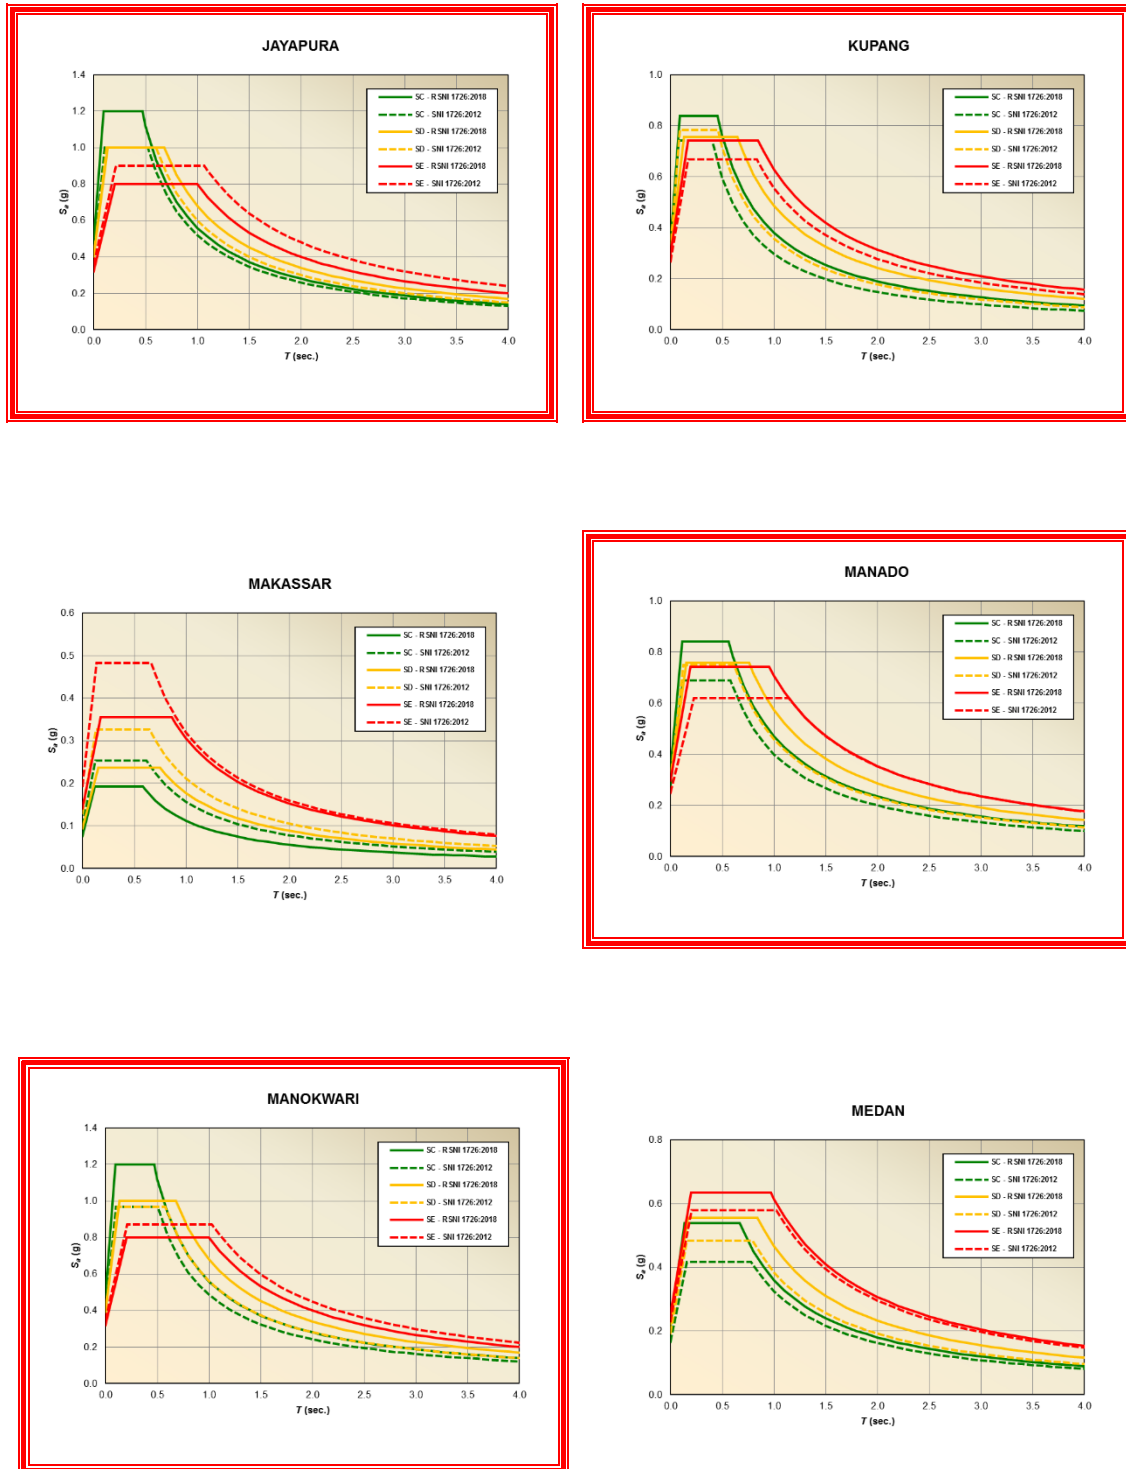 JAYAPURA
1.4
1.2
1.0
0.8
0.6
0.4
0.2
0.0
Sa (g)
SC - RSNI 1726:2018
SC - SNI 1726:2012
SD - RSNI 1726:2018
SD - SNI 1726:2012
SE - RSNI 1726:2018
SE - SNI 1726:2012
0.0 0.5 1.0 1.5 2.0 2.5 3.0 3.5 4.0
T (sec.)
KUPANG
1.0
0.8
0.6
0.4
0.2
0.0
Sa (g)
SC - RSNI 1726:2018
SC - SNI 1726:2012
SD - RSNI 1726:2018
SD - SNI 1726:2012
SE - RSNI 1726:2018
SE - SNI 1726:2012
0.0 0.5 1.0 1.5 2.0 2.5 3.0 3.5 4.0
T (sec.)
MAKASSAR
0.6
0.5
0.4
0.3
0.2
0.1
0.0
Sa (g)
SC - RSNI 1726:2018
SC - SNI 1726:2012
SD - RSNI 1726:2018
SD - SNI 1726:2012
SE - RSNI 1726:2018
SE - SNI 1726:2012
0.0 0.5 1.0 1.5 2.0 2.5 3.0 3.5 4.0
T (sec.)
MANADO
1.0
0.8
0.6
0.4
0.2
0.0
Sa (g)
SC - RSNI 1726:2018
SC - SNI 1726:2012
SD - RSNI 1726:2018
SD - SNI 1726:2012
SE - RSNI 1726:2018
SE - SNI 1726:2012
0.0 0.5 1.0 1.5 2.0 2.5 3.0 3.5 4.0
T (sec.)
MANOKWARI
1.4
1.2
1.0
0.8
0.6
0.4
0.2
0.0
Sa (g)
SC - RSNI 1726:2018
SC - SNI 1726:2012
SD - RSNI 1726:2018
SD - SNI 1726:2012
SE - RSNI 1726:2018
SE - SNI 1726:2012
0.0 0.5 1.0 1.5 2.0 2.5 3.0 3.5 4.0
T (sec.)
MEDAN
0.8
0.6
0.4
0.2
0.0
Sa (g)
SC - RSNI 1726:2018
SC - SNI 1726:2012
SD - RSNI 1726:2018
SD - SNI 1726:2012
SE - RSNI 1726:2018
SE - SNI 1726:2012
0.0 0.5 1.0 1.5 2.0 2.5 3.0 3.5 4.0
T (sec.)